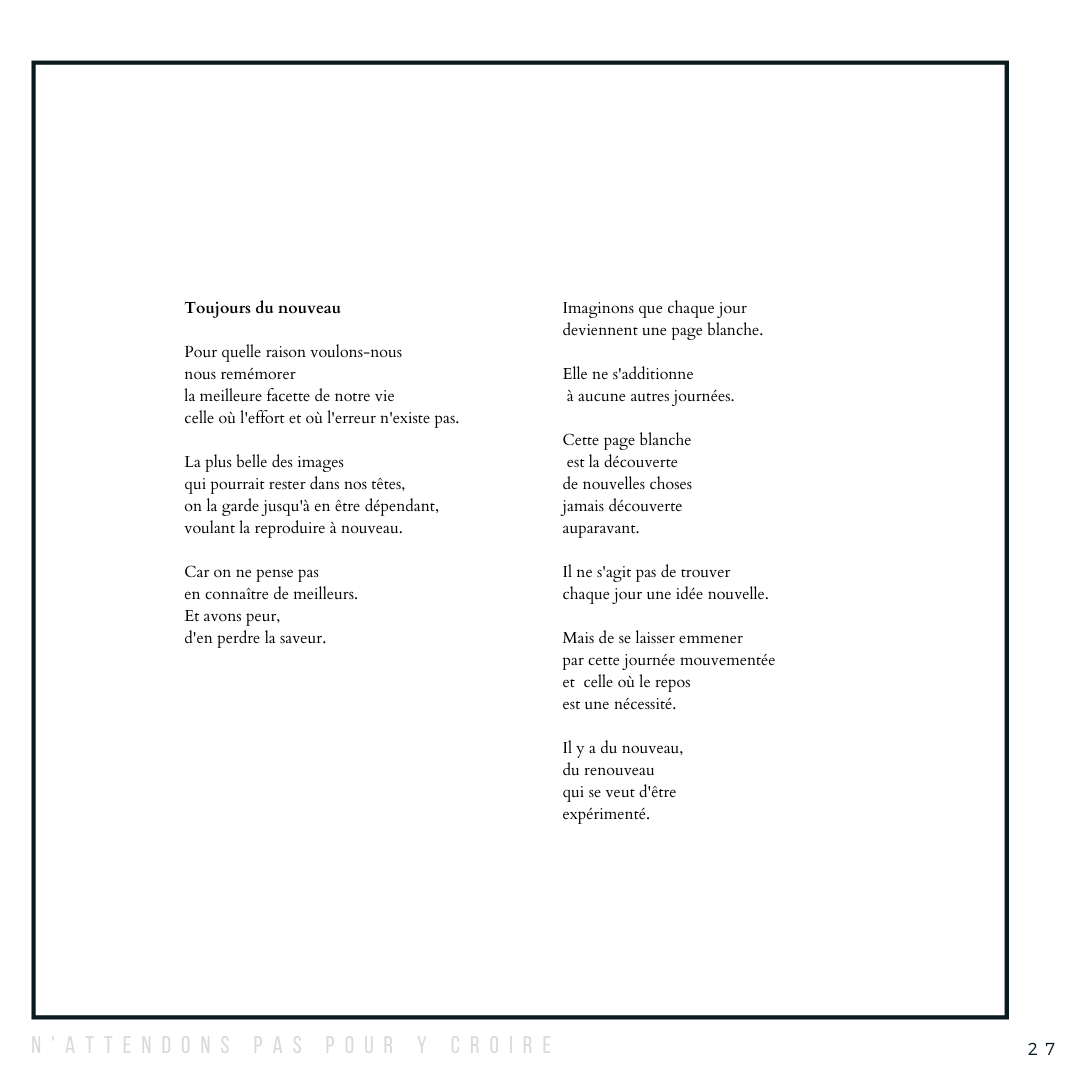 Toujours du nouveau
Pour quelle raison voulons-nous
nous remémorer
la meilleure facette de notre vie
celle où l'effort et où l'erreur n'existe pas.
La plus belle des images
qui pourrait rester dans nos têtes,
on la garde jusqu'à en être dépendant,
voulant la reproduire à nouveau.
Car on ne pense pas
en connaître de meilleurs.
Et avons peur,
d'en perdre la saveur.
Imaginons que chaque jour
deviennent une page blanche.
Elle ne s'additionne
à aucune autres journées.
Cette page blanche
est la découverte
de nouvelles choses
jamais découverte
auparavant.
Il ne s'agit pas de trouver
chaque jour une idée nouvelle.
Mais de se laisser emmener
par cette journée mouvementée
et  celle où le repos
est une nécessité.
Il y a du nouveau,
du renouveau
qui se veut d'être
expérimenté.
N'ATTENDONS PAS POUR Y CROIRE
27